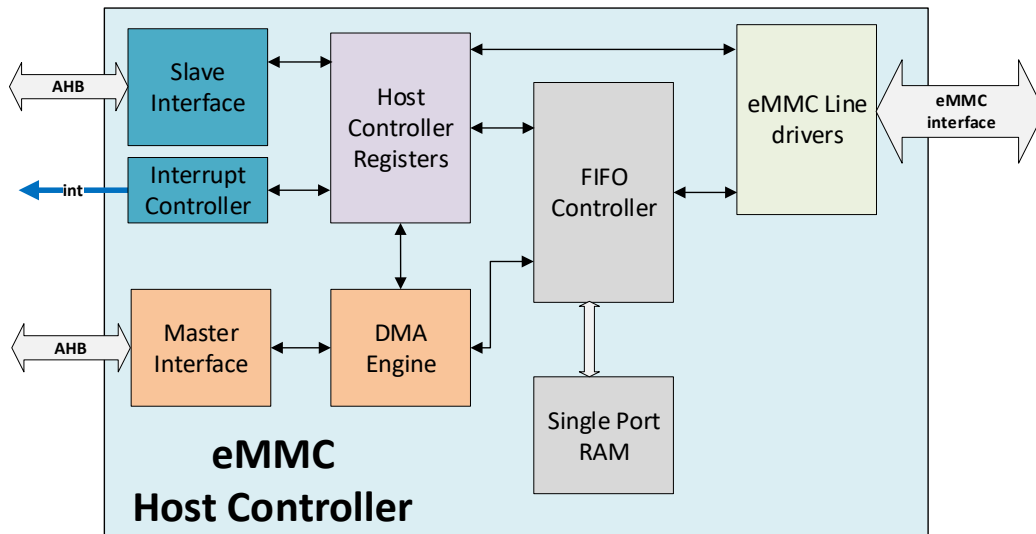 AHB
Slave
Interface
Host
Controller
Registers
eMMC Line
drivers
eMMC
interface
int
Interrupt
Controller
FIFO
Controller
AHB
Master
Interface
DMA
Engine
Single Port
RAM
eMMC
Host Controller